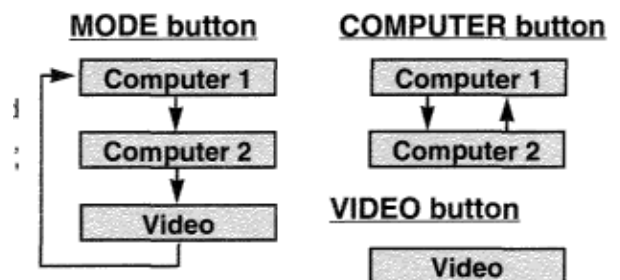 MODE button
Computer 1
Computer 2
Video
COMPUTER button
Computer 1
Computer 2
VIDEO button
Video